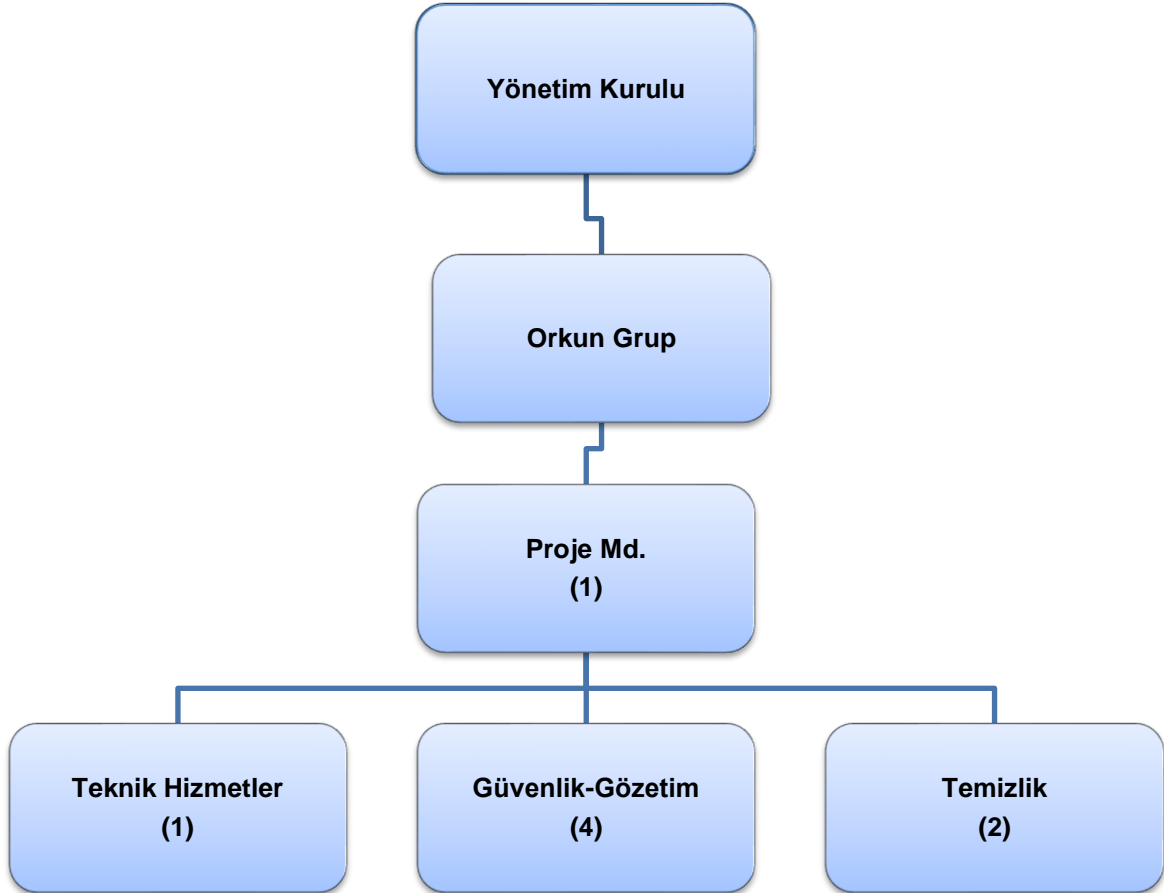 Yönetim Kurulu
Orkun Grup
Proje Md.
(1)
Teknik Hizmetler
(1)
Güvenlik-Gözetim
(4)
Temizlik
(2)